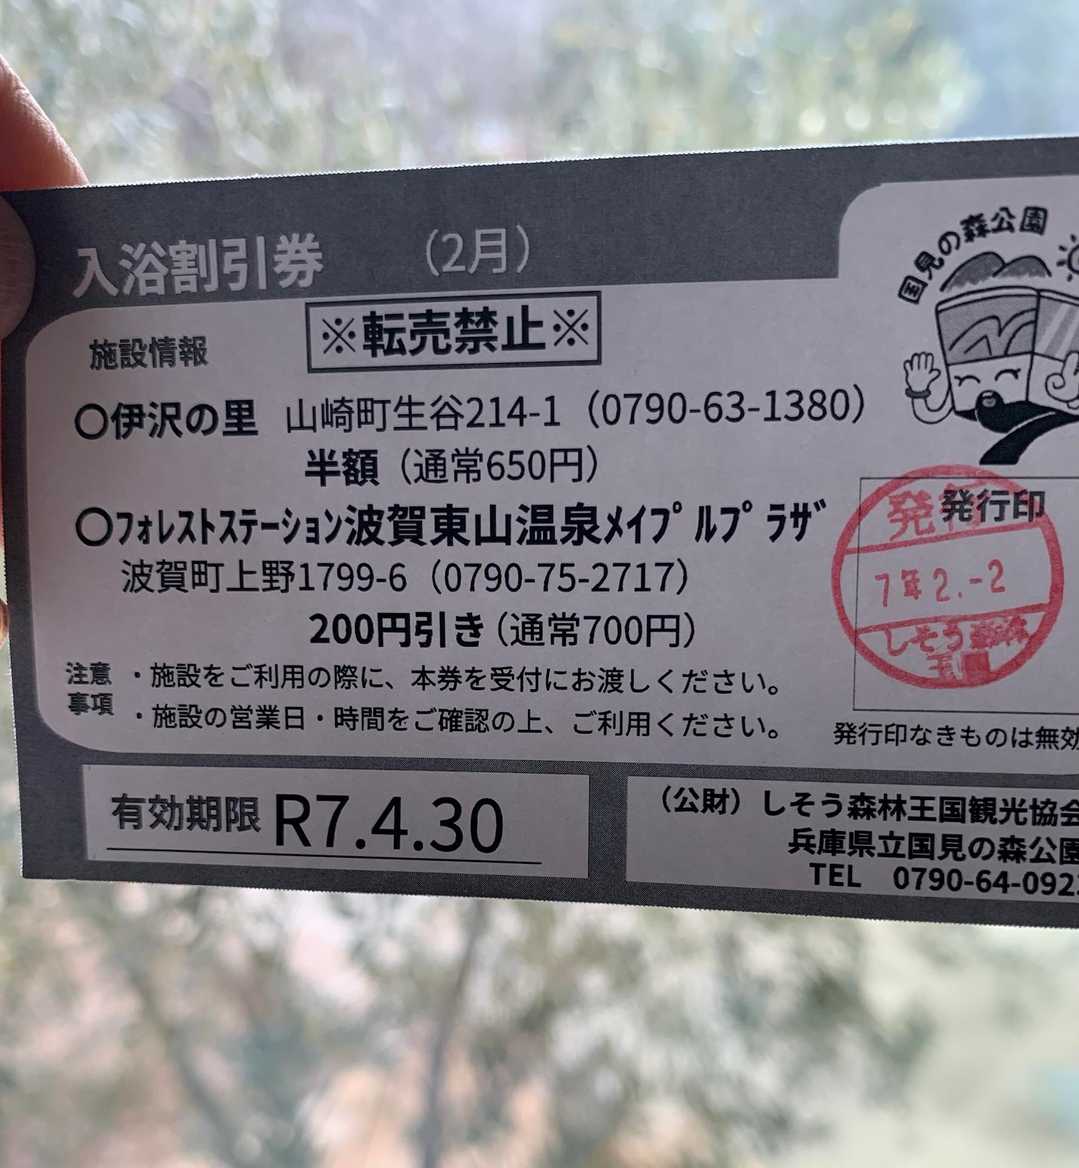 入浴割引券　（2月）
国見の森公園
※転売禁止※
施設情報
〇伊沢の里　山崎町生谷214-1（0790-63-1380）
半額（通常650円）
〇ﾌｫﾚｽﾄｽﾃｰｼｮﾝ波賀東山温泉ﾒｲﾌﾟﾙﾌﾟﾗｻﾞ
波賀町上野1799-6（0790-75-2717）
200円引き（通常700円）
発行印
7年2.-2
しそう森林
王国
注意
事項
・施設をご利用の際に、本券を受付にお渡しください。
・施設の営業日・時間をご確認の上、ご利用ください。
発行印なきものは無効
有効期限 R7.4.30
（公財）しそう森林王国観光協会
兵庫県立国見の森公園
TEL　0790-64-092